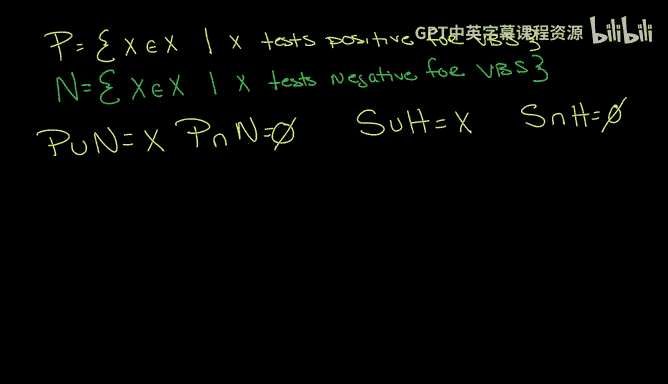 GPT中英字幕课程资源 bilibili
P = { x ∈ X | x tests positive for VBS }
N = { x ∈ X | x tests negative for VBS }
P ∪ N = X P ∩ N = ∅ S ∪ H = X S ∩ H = ∅